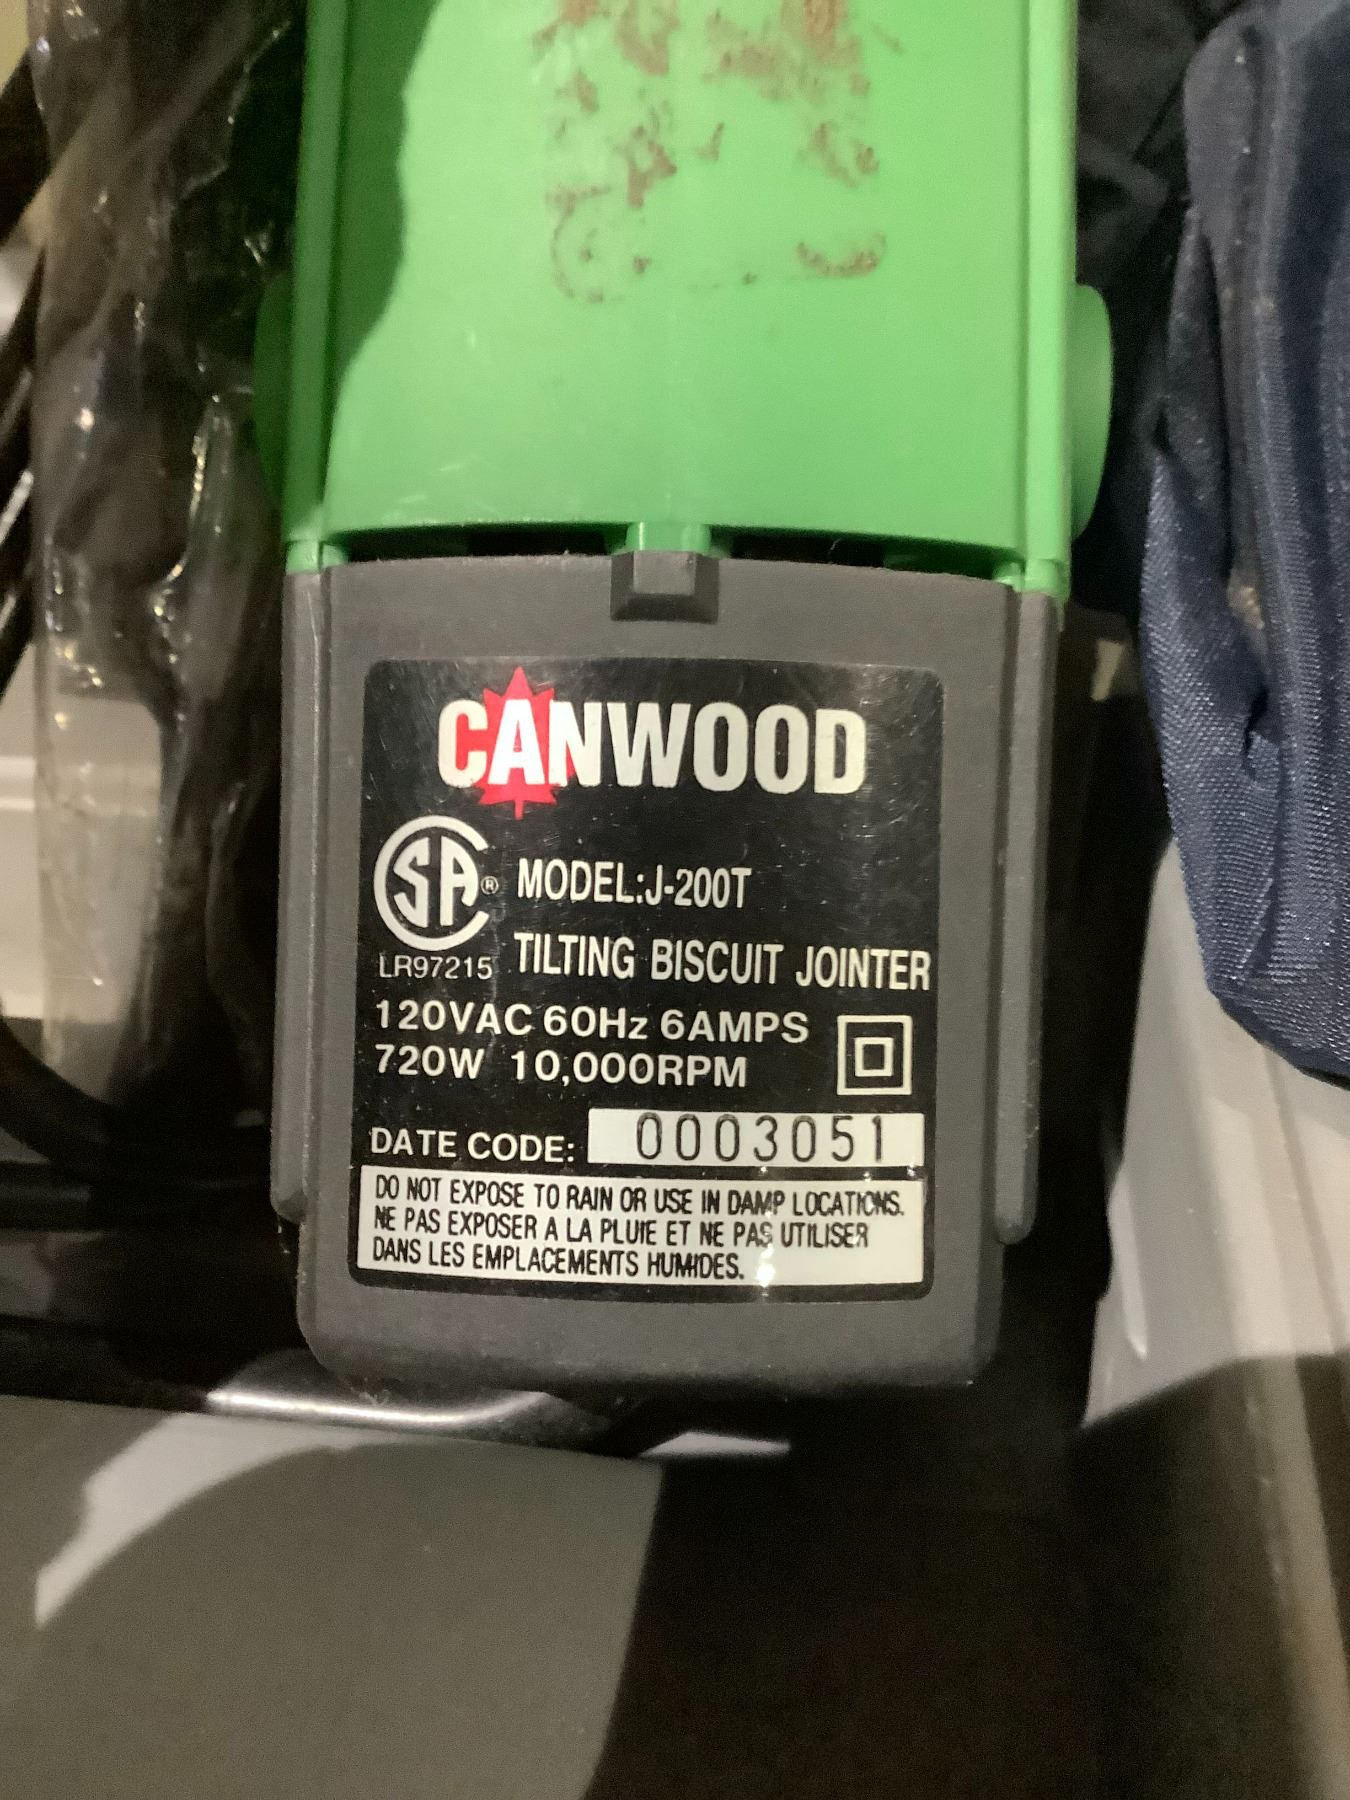 CANWOOD
CSA® MODEL:J-200T
LR97215 TILTING BISCUIT JOINTER
120VAC 60Hz 6AMPS
720W 10,000RPM
DATE CODE: 0003051
DO NOT EXPOSE TO RAIN OR USE IN DAMP LOCATIONS.
NE PAS EXPOSER A LA PLUIE ET NE PAS UTILISER
DANS LES EMPLACEMENTS HUMIDES.